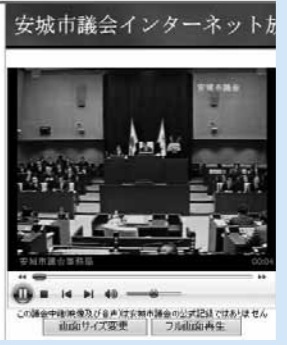 安城市議会インターネット放
安城市議会
安城市議会事務局
00:04
この議会中継(映像及び音声)は安城市議会の公式記録ではありません
画面サイズ変更
フル画面再生